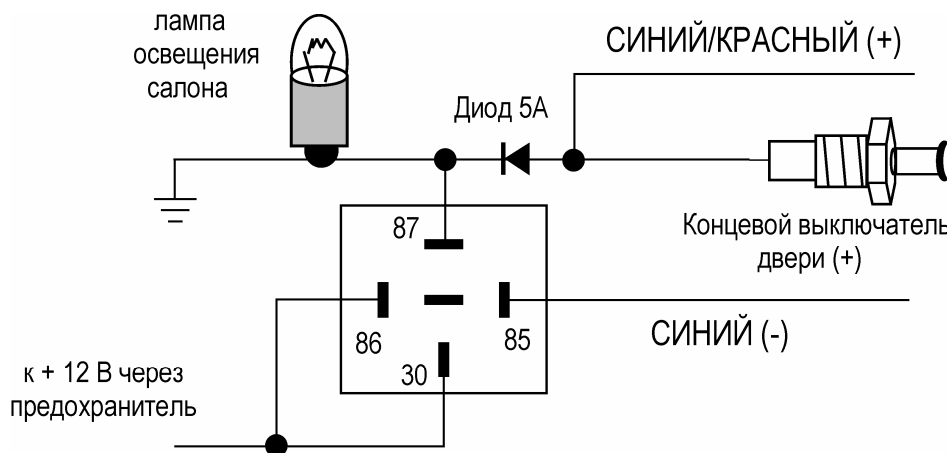 лампа
освещения
салона
СИНИЙ/КРАСНЫЙ (+)
Диод 5А
Концевой выключатель
двери (+)
87
86
85
30
СИНИЙ (-)
к + 12 В через
предохранитель